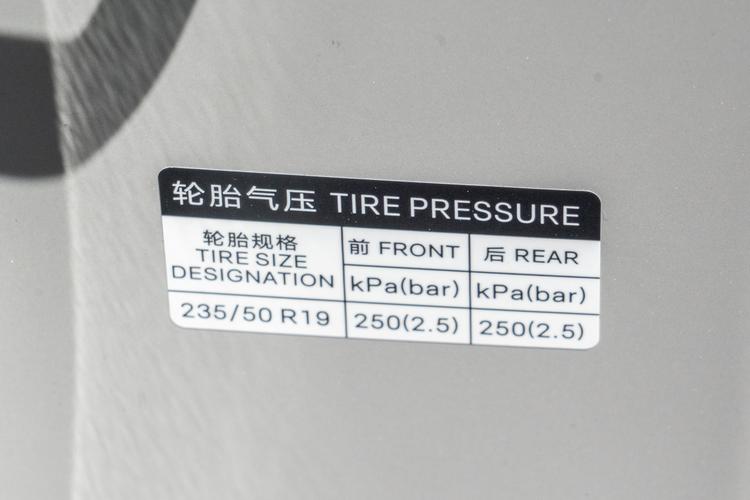 轮胎气压 TIRE PRESSURE
轮胎规格
TIRE SIZE
DESIGNATION
前 FRONT
后 REAR
kPa(bar)
kPa(bar)
235/50 R19
250(2.5)
250(2.5)